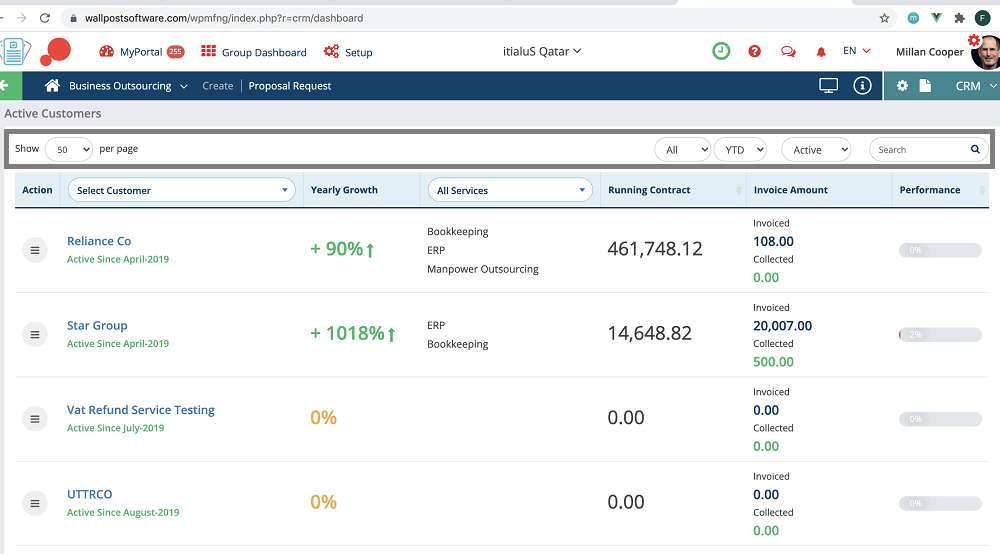 wallpostsoftware.com/wpmfng/index.php?r=crm/dashboard
m
F
MyPortal 255 Group Dashboard Setup itialuS Qatar EN Millan Cooper
Business Outsourcing Create Proposal Request CRM
Active Customers
Show 50 per page All YTD Active Search
Action Select Customer Yearly Growth All Services Running Contract Invoice Amount Performance
Reliance Co
Active Since April-2019
+ 90%
Bookkeeping
ERP
Manpower Outsourcing
461,748.12
Invoiced
108.00
Collected
0.00
0%
Star Group
Active Since April-2019
+ 1018%
ERP
Bookkeeping
14,648.82
Invoiced
20,007.00
Collected
500.00
2%
Vat Refund Service Testing
Active Since July-2019
0%
0.00
Invoiced
0.00
Collected
0.00
0%
UTTRCO
Active Since August-2019
0%
0.00
Invoiced
0.00
Collected
0.00
0%